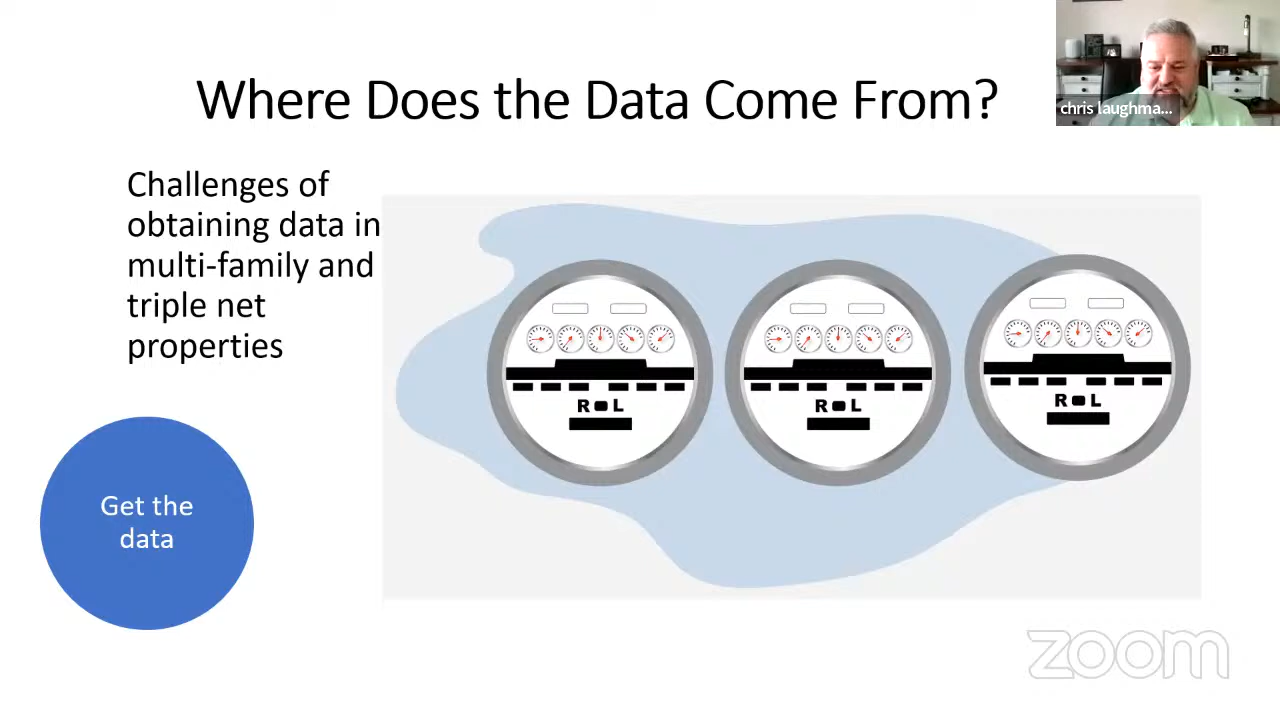 Where Does the Data Come From?
chris laughma...
Challenges of
obtaining data in
multi-family and
triple net
properties
R L
R L
R L
Get the
data
zoom